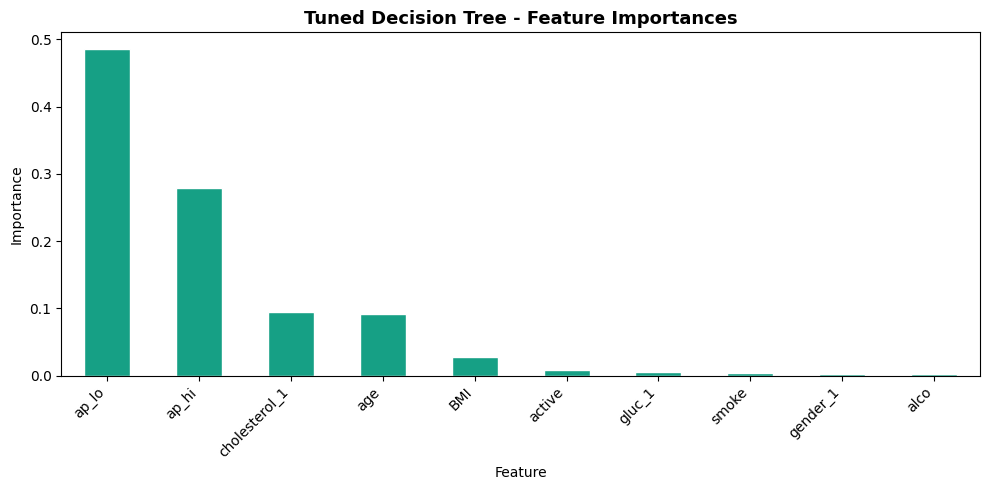 Tuned Decision Tree - Feature Importances
Importance
0.5
0.4
0.3
0.2
0.1
0.0
ap_lo
ap_hi
cholesterol_1
age
BMI
active
gluc_1
smoke
gender_1
alco
Feature